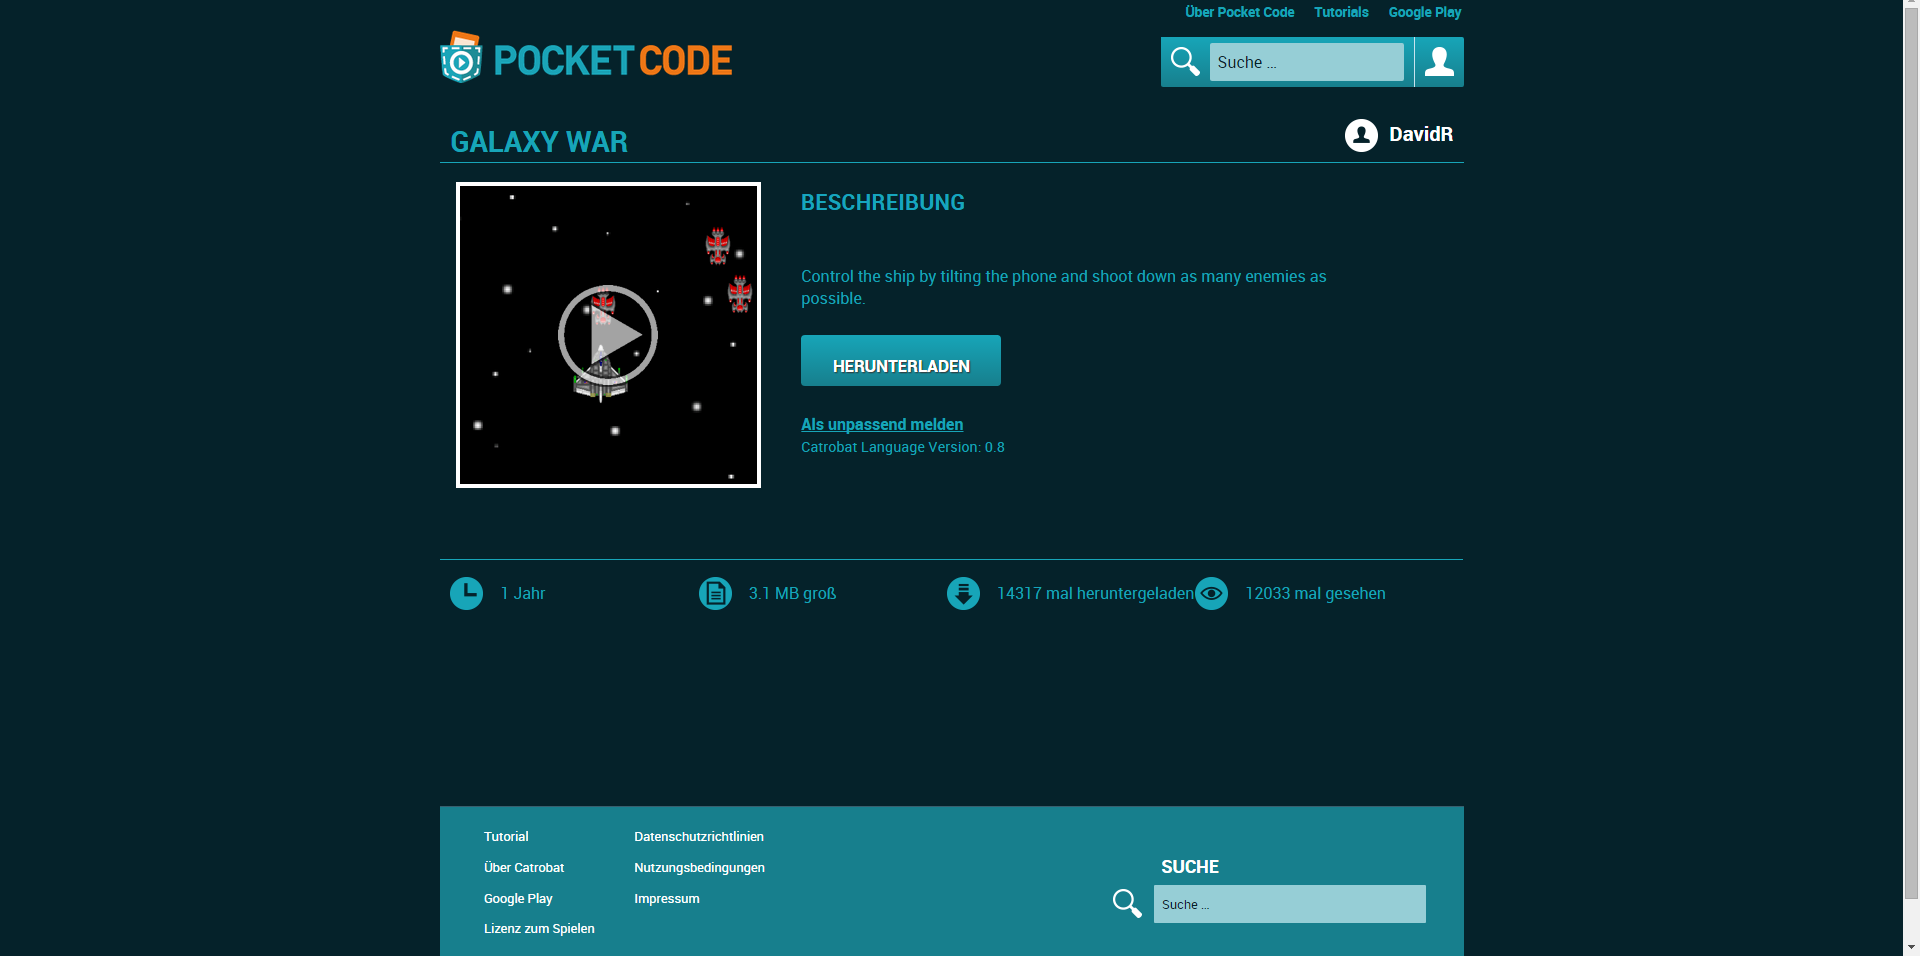 Über Pocket Code Tutorials Google Play
POCKET CODE
Suche ...
GALAXY WAR
DavidR
BESCHREIBUNG
Control the ship by tilting the phone and shoot down as many enemies as
possible.
HERUNTERLADEN
Als unpassend melden
Catrobat Language Version: 0.8
1 Jahr 3.1 MB groß 14317 mal heruntergeladen 12033 mal gesehen
Tutorial Datenschutzrichtlinien
Über Catrobat Nutzungsbedingungen
SUCHE
Google Play Impressum
Suche ...
Lizenz zum Spielen